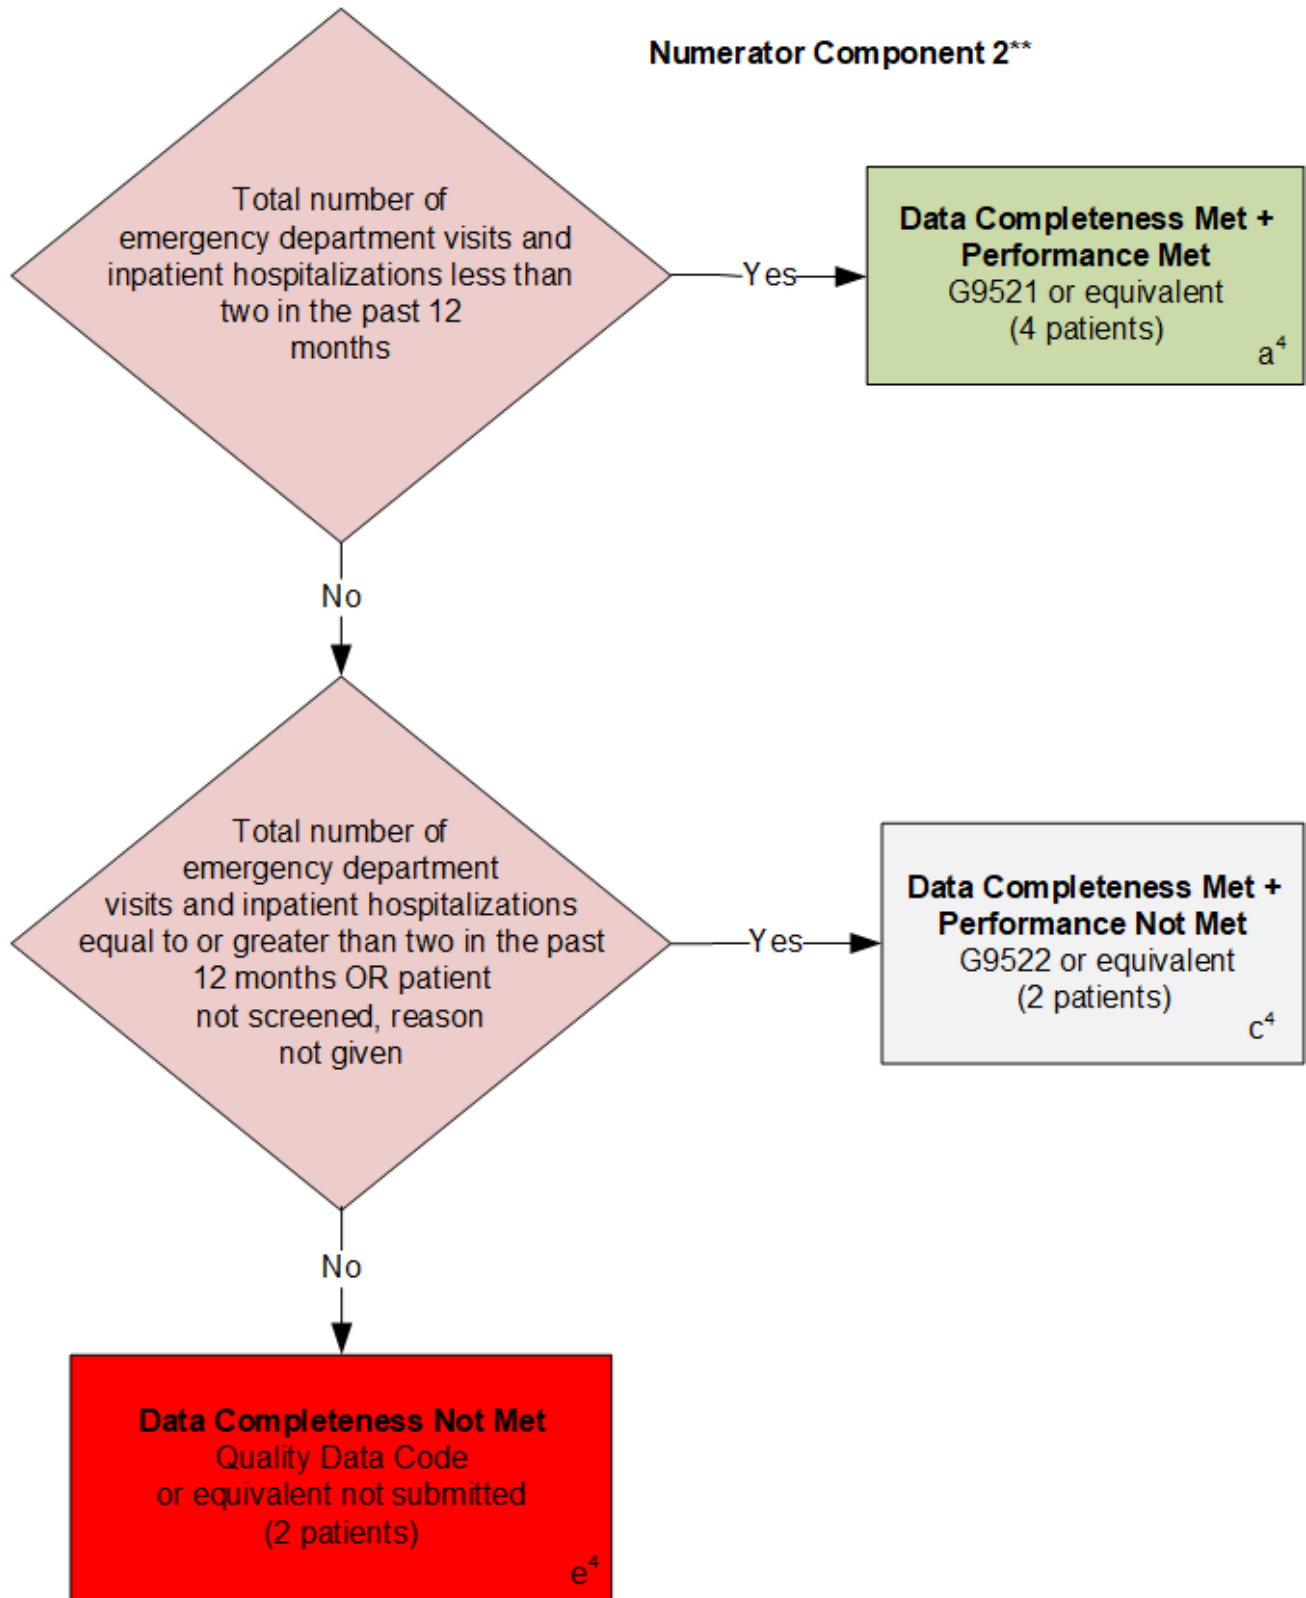 Numerator Component 2**
Total number of
emergency department visits and
inpatient hospitalizations less than
two in the past 12
months
Yes
Data Completeness Met +
Performance Met
G9521 or equivalent
(4 patients)
a⁴
No
Total number of
emergency department
visits and inpatient hospitalizations
equal to or greater than two in the past
12 months OR patient
not screened, reason
not given
Yes
Data Completeness Met +
Performance Not Met
G9522 or equivalent
(2 patients)
c⁴
No
Data Completeness Not Met
Quality Data Code
or equivalent not submitted
(2 patients)
e⁴